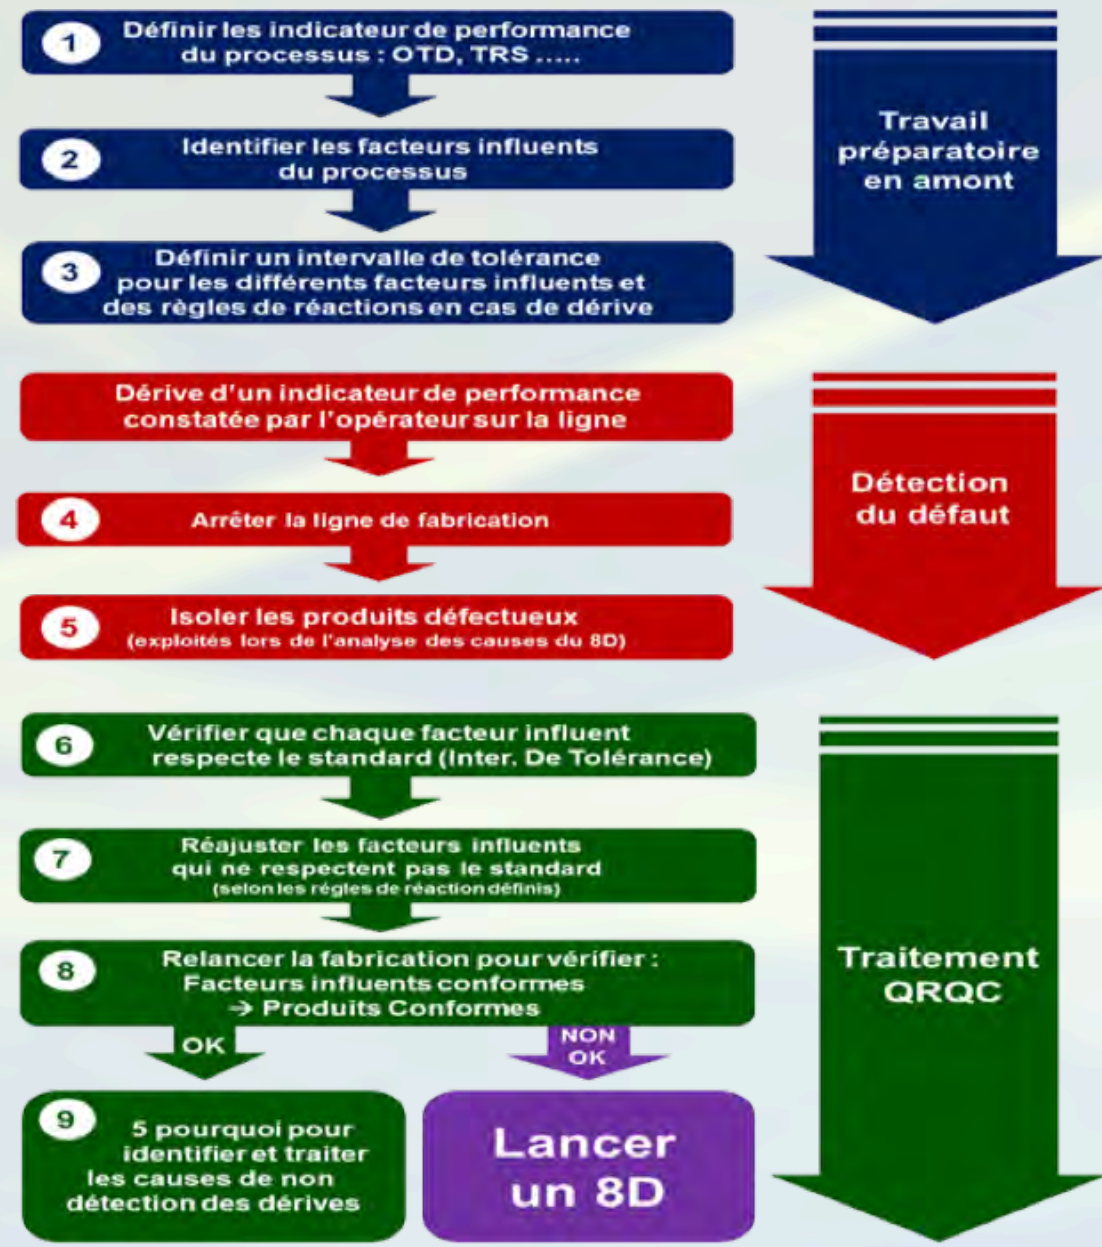 1
Définir les indicateur de performance
du processus : OTD, TRS .....
2
Identifier les facteurs influents
du processus
3
Définir un intervalle de tolérance
pour les différents facteurs influents et
des règles de réactions en cas de dérive
Travail
préparatoire
en amont
Dérive d'un indicateur de performance
constatée par l'opérateur sur la ligne
4
Arrêter la ligne de fabrication
5
Isoler les produits défectueux
(exploités lors de l'analyse des causes du 8D)
Détection
du défaut
6
Vérifier que chaque facteur influent
respecte le standard (Inter. De Tolérance)
7
Réajuster les facteurs influents
qui ne respectent pas le standard
(selon les régles de réaction définis)
8
Relancer la fabrication pour vérifier :
Facteurs influents conformes
→ Produits Conformes
OK
NON
OK
9
5 pourquoi pour
identifier et traiter
les causes de non
détection des dérives
Lancer
un 8D
Traitement
QRQC